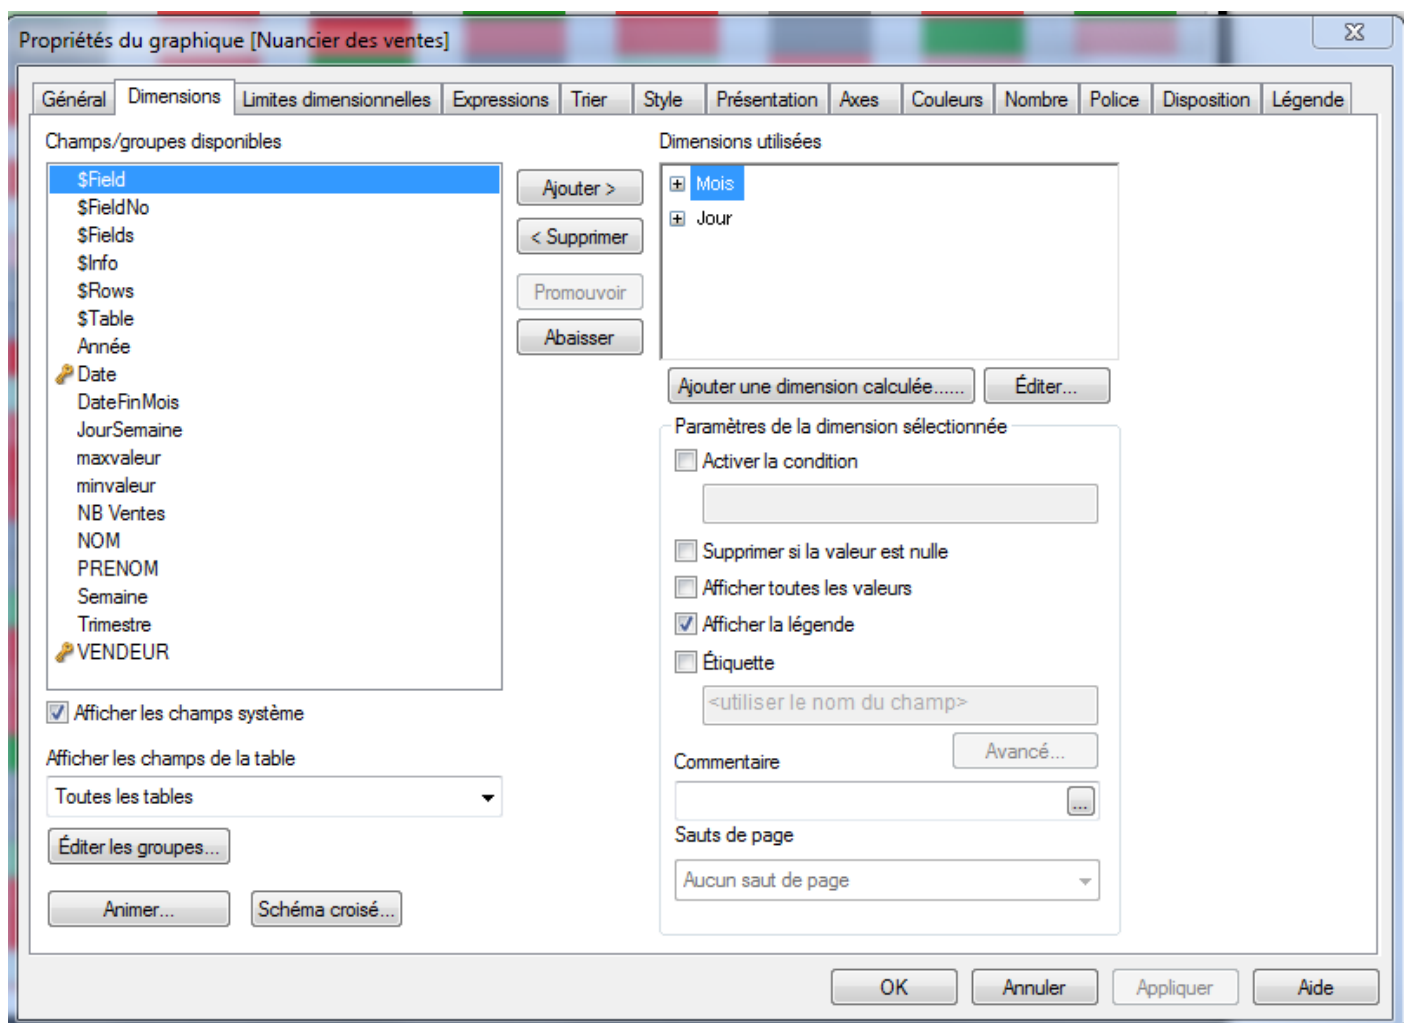 Propriétés du graphique [Nuancier des ventes]
Général Dimensions Limites dimensionnelles Expressions Trier Style Présentation Axes Couleurs Nombre Police Disposition Légende
Champs/groupes disponibles
$Field
$FieldNo
$Fields
$Info
$Rows
$Table
Année
Date
DateFinMois
JourSemaine
maxvaleur
minvaleur
NB Ventes
NOM
PRENOM
Semaine
Trimestre
VENDEUR
Afficher les champs système
Afficher les champs de la table
Toutes les tables
Éditer les groupes...
Animer...
Schéma croisé...
Ajouter >
< Supprimer
Promouvoir
Abaisser
Dimensions utilisées
Mois
Jour
Ajouter une dimension calculée......
Éditer...
Paramètres de la dimension sélectionnée
Activer la condition
Supprimer si la valeur est nulle
Afficher toutes les valeurs
Afficher la légende
Étiquette
<utiliser le nom du champ>
Avancé...
Commentaire
...
Sauts de page
Aucun saut de page
OK
Annuler
Appliquer
Aide